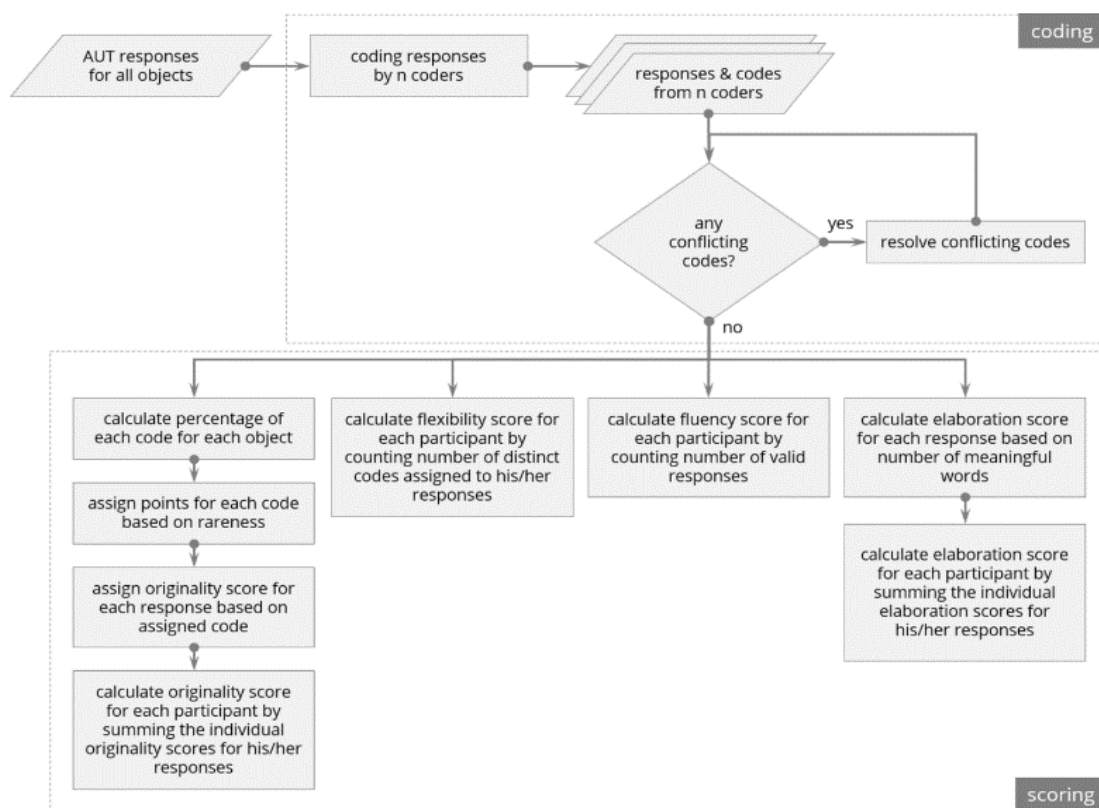 coding
AUT responses
for all objects
coding responses
by n coders
responses & codes
from n coders
any
conflicting
codes?
yes
resolve conflicting codes
no
calculate percentage of
each code for each object
assign points for each code
based on rareness
assign originality score for
each response based on
assigned code
calculate originality score
for each participant by
summing the individual
originality scores for his/her
responses
calculate flexibility score for
each participant by
counting number of distinct
codes assigned to his/her
responses
calculate fluency score for
each participant by
counting number of valid
responses
calculate elaboration score
for each response based on
number of meaningful
words
calculate elaboration score
for each participant by
summing the individual
elaboration scores for
his/her responses
scoring